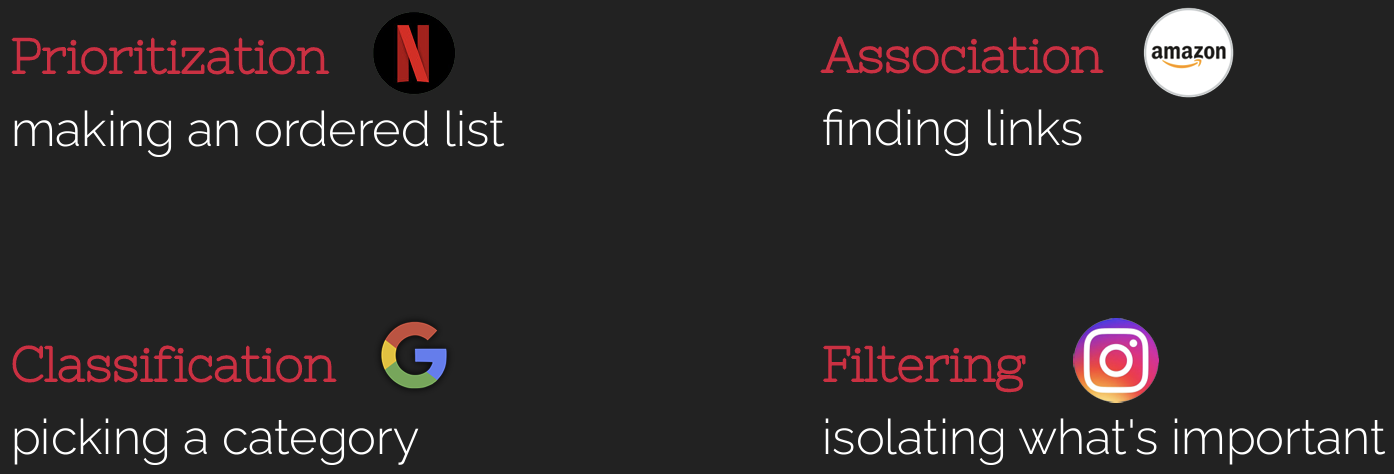 Prioritization
making an ordered list
Association
amazon
finding links
Classification
picking a category
Filtering
isolating what's important